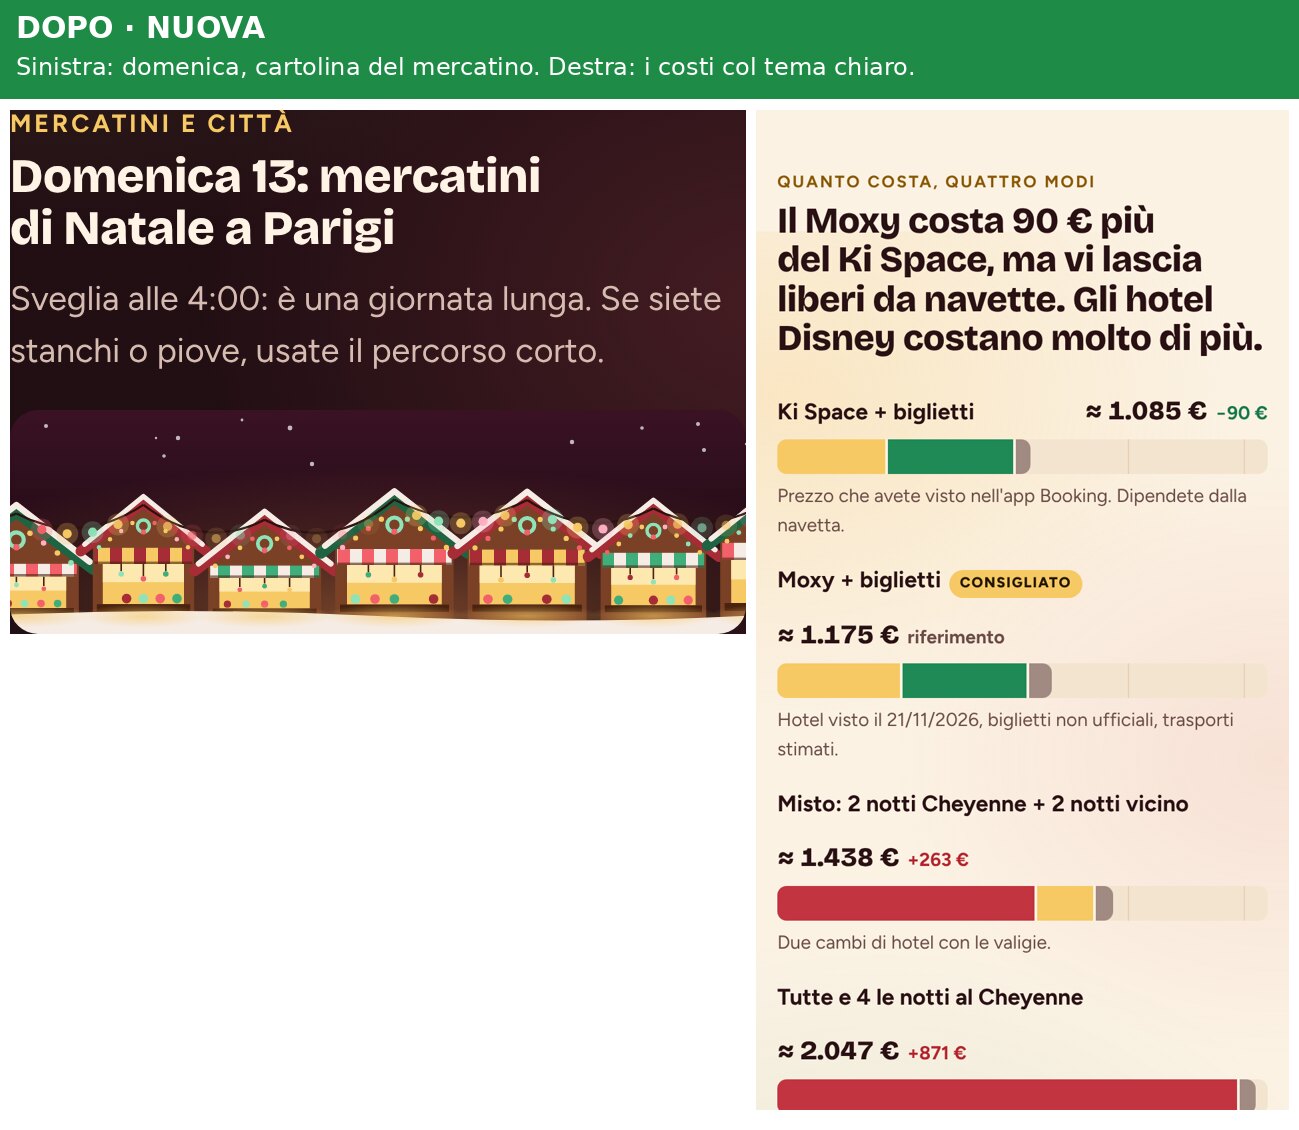 DOPO · NUOVA
Sinistra: domenica, cartolina del mercatino. Destra: i costi col tema chiaro.
MERCATINI E CITTÀ
Domenica 13: mercatini
di Natale a Parigi
Sveglia alle 4:00: è una giornata lunga. Se siete
stanchi o piove, usate il percorso corto.
QUANTO COSTA, QUATTRO MODI
Il Moxy costa 90 € più
del Ki Space, ma vi lascia
liberi da navette. Gli hotel
Disney costano molto di più.
Ki Space + biglietti ≈ 1.085 € -90 €
Prezzo che avete visto nell'app Booking. Dipendete dalla
navetta.
Moxy + biglietti CONSIGLIATO
≈ 1.175 € riferimento
Hotel visto il 21/11/2026, biglietti non ufficiali, trasporti
stimati.
Misto: 2 notti Cheyenne + 2 notti vicino
≈ 1.438 € +263 €
Due cambi di hotel con le valigie.
Tutte e 4 le notti al Cheyenne
≈ 2.047 € +871 €